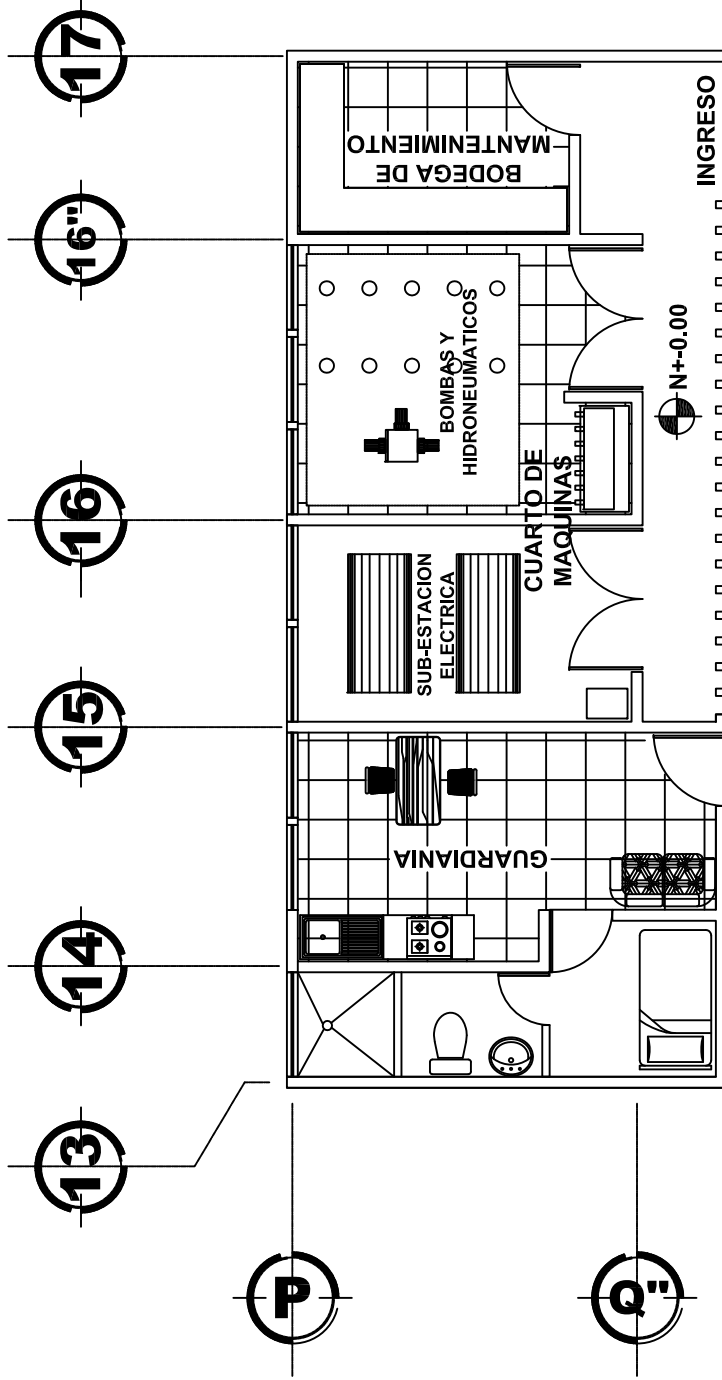 17
16"
16
15
14
13
P
Q"
BODEGA DE
MANTENIMIENTO
INGRESO
BOMBAS Y
HIDRONEUMATICOS
N+-0.00
CUARTO DE
MAQUINAS
SUB-ESTACION
ELECTRICA
GUARDIANIA